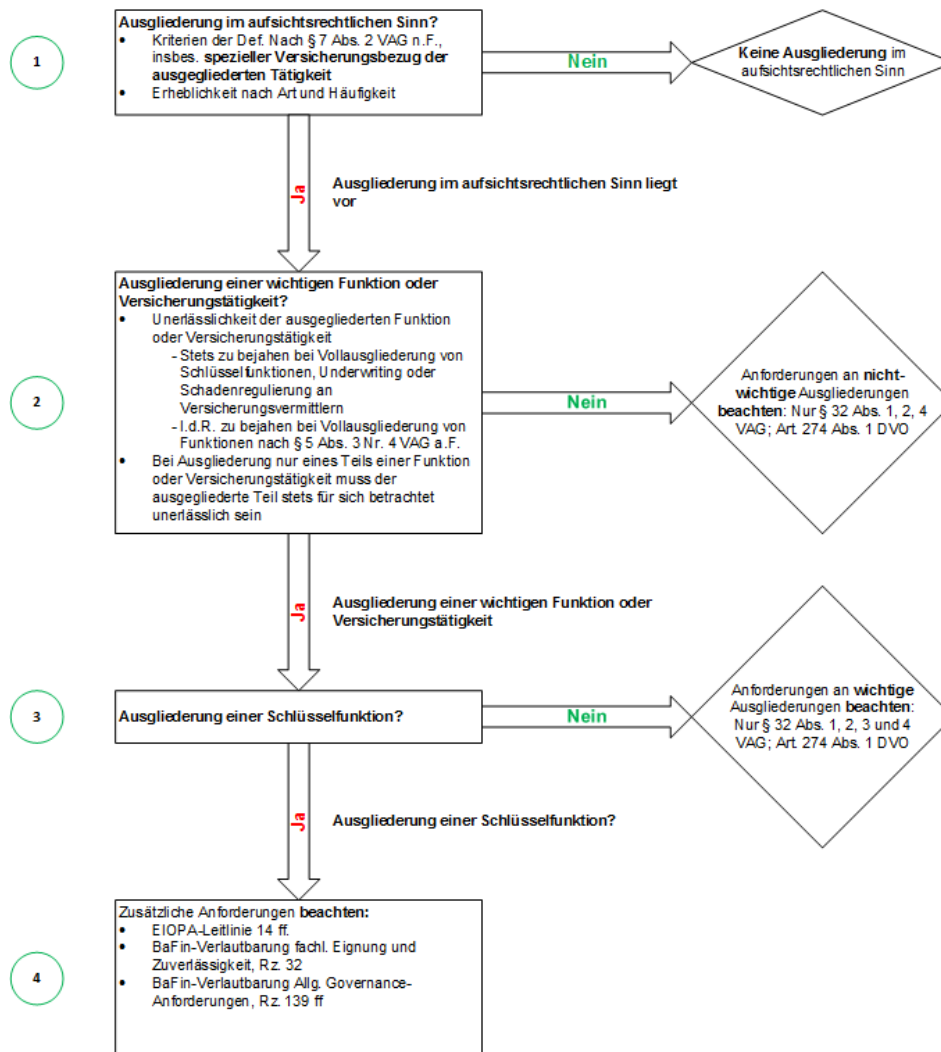 1
Ausgliederung im aufsichtsrechtlichen Sinn?
• Kriterien der Def. Nach § 7 Abs. 2 VAG n.F.,
insbes. spezieller Versicherungsbezug der
ausgegliederten Tätigkeit
• Erheblichkeit nach Art und Häufigkeit
Nein
Keine Ausgliederung im
aufsichtsrechtlichen Sinn
Ja
Ausgliederung im aufsichtsrechtlichen Sinn liegt
vor
2
Ausgliederung einer wichtigen Funktion oder
Versicherungstätigkeit?
• Unerlässlichkeit der ausgegliederten Funktion
oder Versicherungstätigkeit
- Stets zu bejahen bei Vollausgliederung von
Schlüsselfunktionen, Underwriting oder
Schadenregulierung an
Versicherungsvermittlern
- I.d.R. zu bejahen bei Vollausgliederung von
Funktionen nach § 5 Abs. 3 Nr. 4 VAG a.F.
• Bei Ausgliederung nur eines Teils einer Funktion
oder Versicherungstätigkeit muss der
ausgegliederte Teil stets für sich betrachtet
unerlässlich sein
Nein
Anforderungen an nicht-
wichtige Ausgliederungen
beachten: Nur § 32 Abs. 1, 2, 4
VAG; Art. 274 Abs. 1 DVO
Ja
Ausgliederung einer wichtigen Funktion oder
Versicherungstätigkeit
3
Ausgliederung einer Schlüsselfunktion?
Nein
Anforderungen an wichtige
Ausgliederungen beachten:
Nur § 32 Abs. 1, 2, 3 und 4
VAG; Art. 274 Abs. 1 DVO
Ja
Ausgliederung einer Schlüsselfunktion?
4
Zusätzliche Anforderungen beachten:
• EIOPA-Leitlinie 14 ff.
• BaFin-Verlautbarung fachl. Eignung und
Zuverlässigkeit, Rz. 32
• BaFin-Verlautbarung Allg. Governance-
Anforderungen, Rz. 139 ff